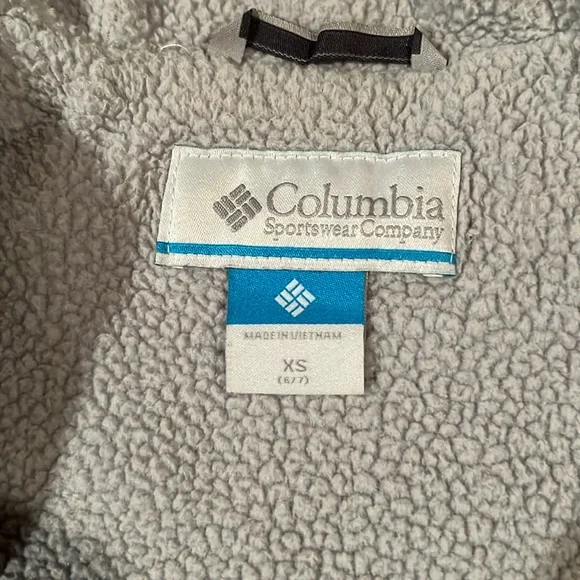 Columbia
Sportswear Company
MADE IN VIETNAM
XS
(6/7)